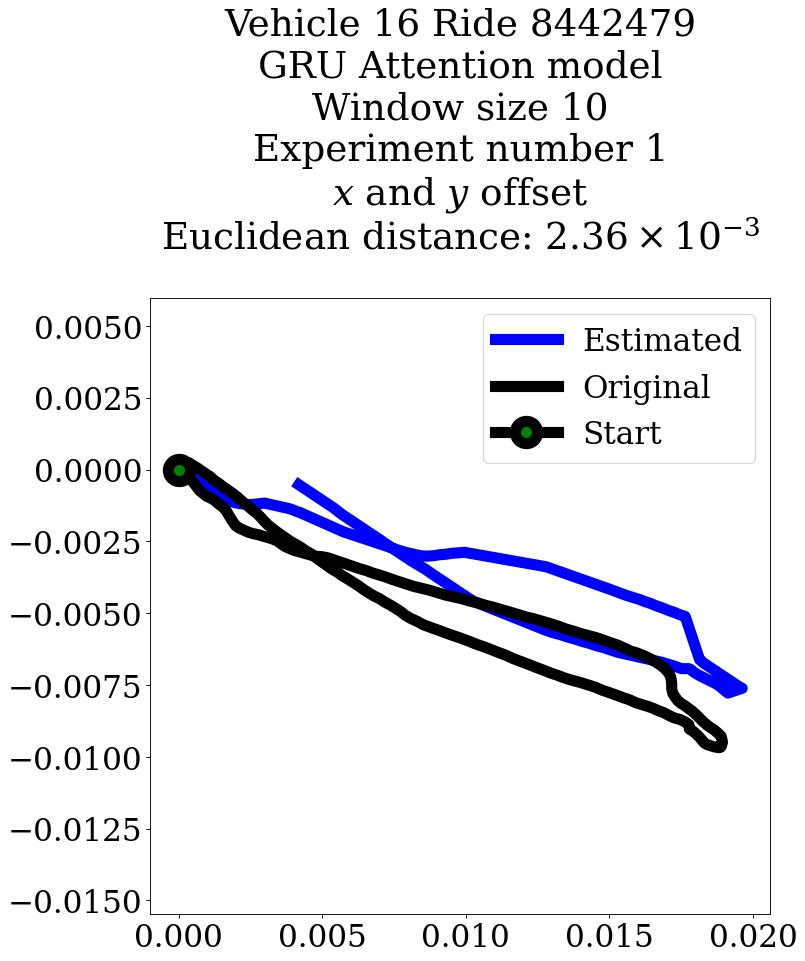 Vehicle 16 Ride 8442479
GRU Attention model
Window size 10
Experiment number 1
x and y offset
Euclidean distance: 2.36 × 10⁻³
Estimated
Original
Start
0.0050
0.0025
0.0000
−0.0025
−0.0050
−0.0075
−0.0100
−0.0125
−0.0150
0.000 0.005 0.010 0.015 0.020